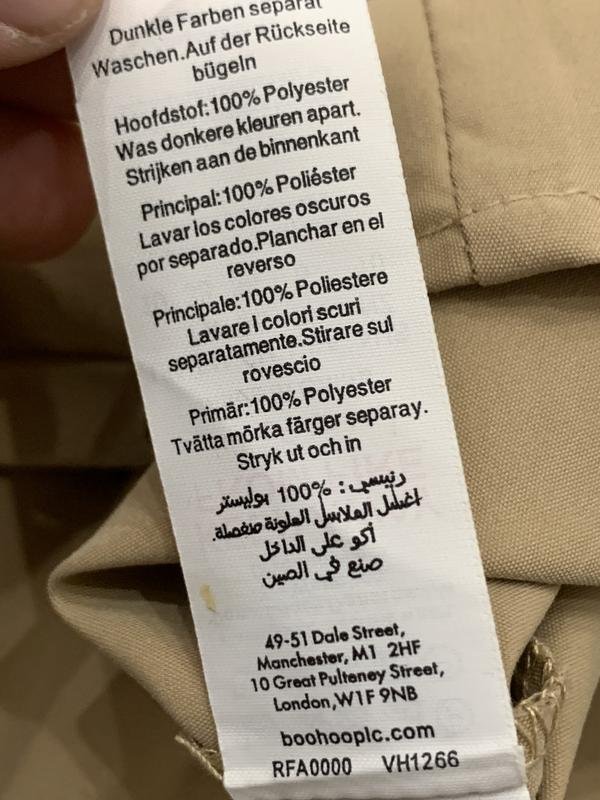 Dunkle Farben separat
Waschen.Auf der Rückseite
bügeln
Hoofdstof:100% Polyester
Was donkere kleuren apart.
Strijken aan de binnenkant
Principal:100% Poliéster
Lavar los colores oscuros
por separado.Planchar en el
reverso
Principale:100% Poliestere
Lavare I colori scuri
separatamente.Stirare sul
rovescio
Primär:100% Polyester
Tvätta mörka färger separay.
Stryk ut och in
رئيسي: 100% بوليستر
اغسل الملابس الملونة منفصلة.
أكو على الداخل
صنع في الصين
49-51 Dale Street,
Manchester, M1 2HF
10 Great Pulteney Street,
London,W1F 9NB
boohooplc.com
RFA0000 VH1266